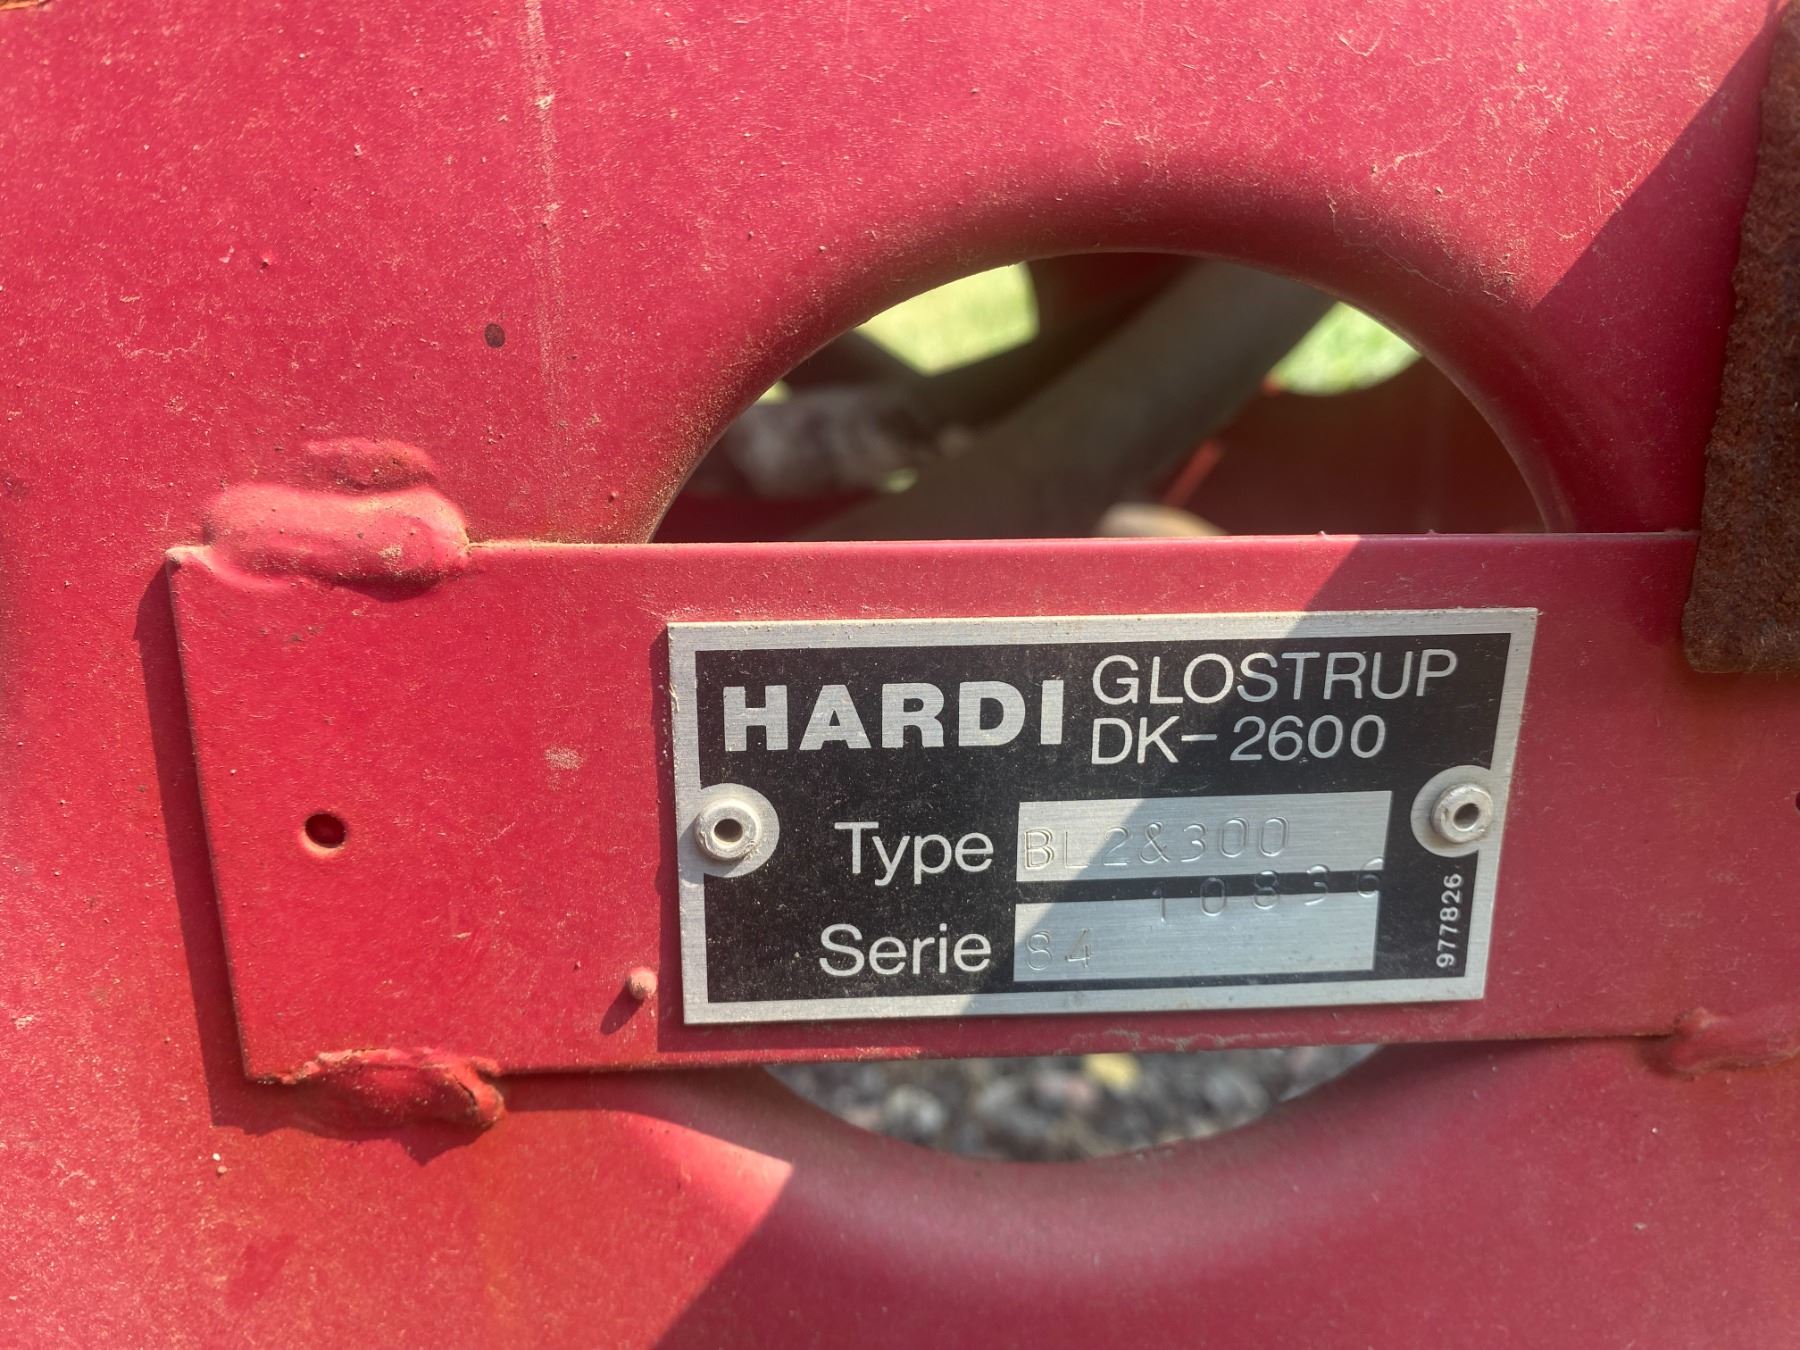 HARDI GLOSTRUP
DK-2600
Type BL2&300
10836
Serie 84
977826